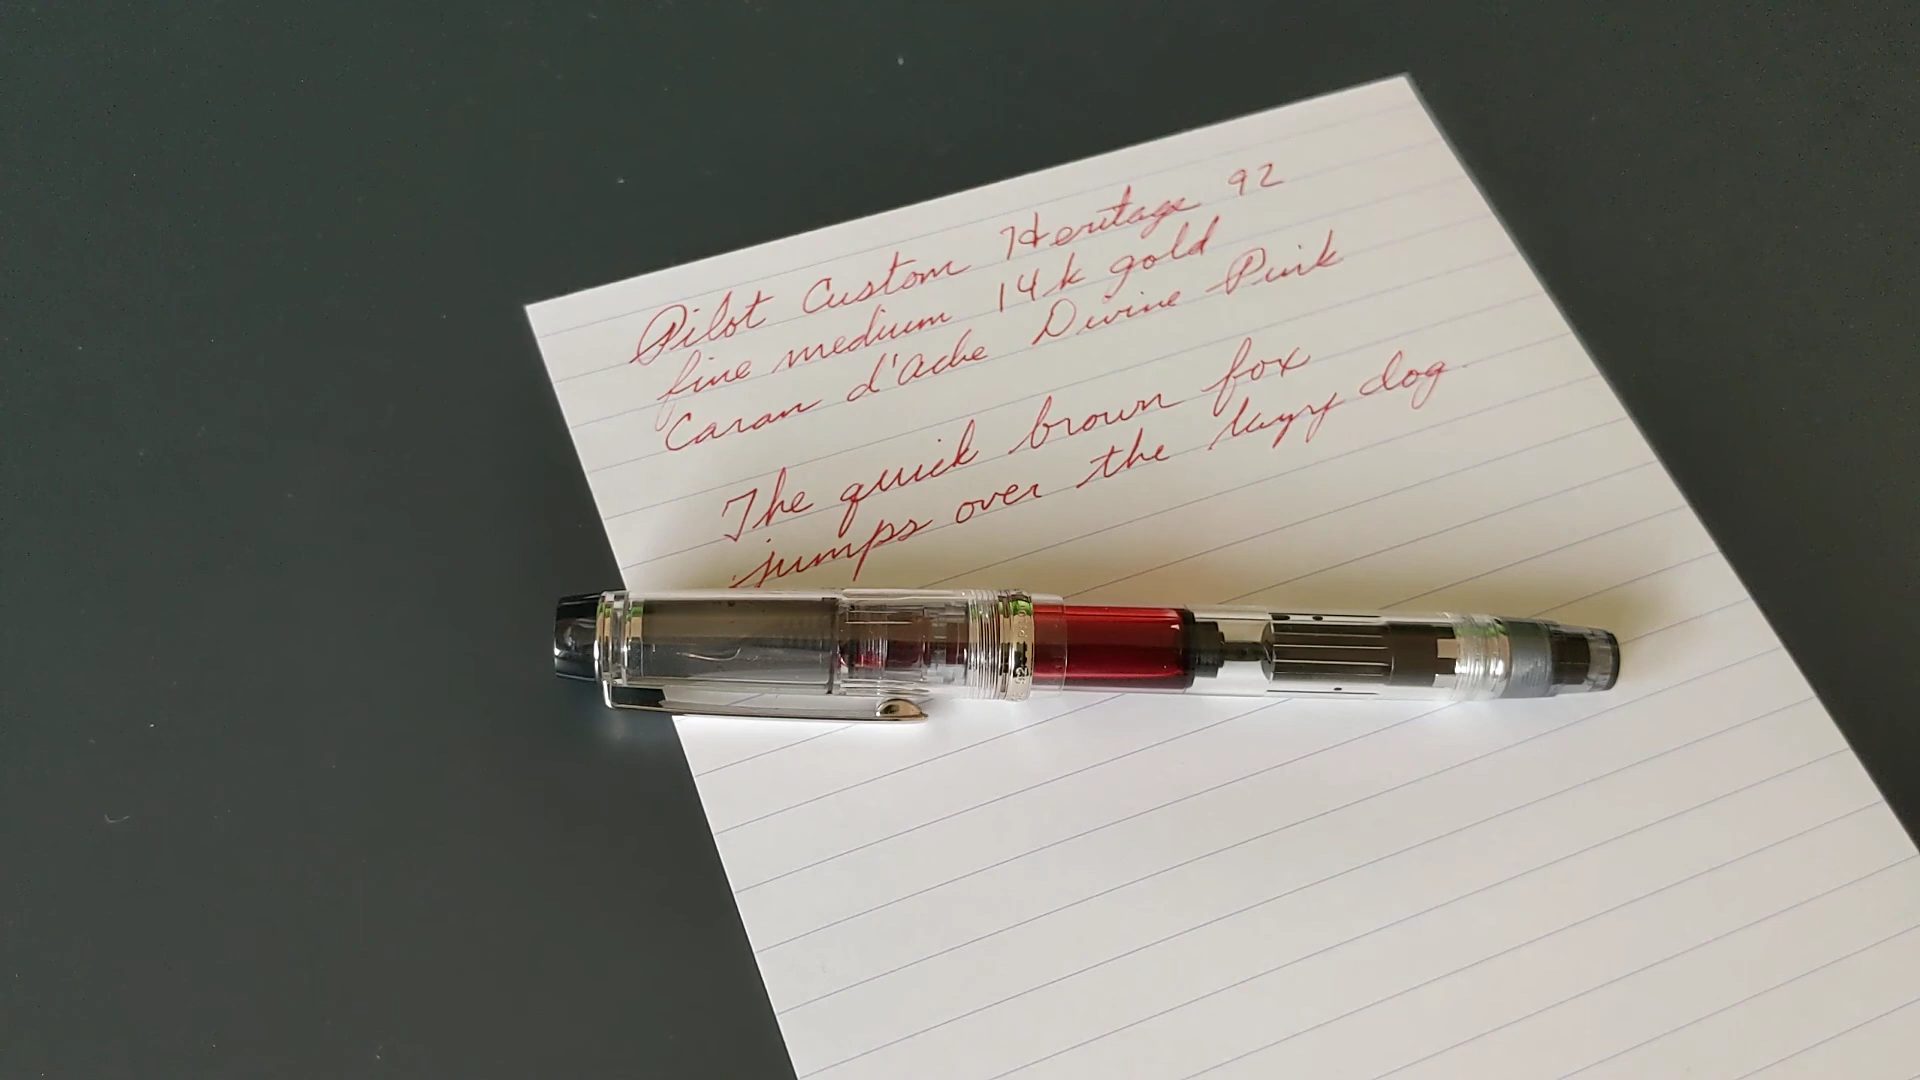 Pilot Custom Heritage 92
fine medium 14k gold
Caran d'Ache Divine Pink
The quick brown fox
jumps over the lazy dog